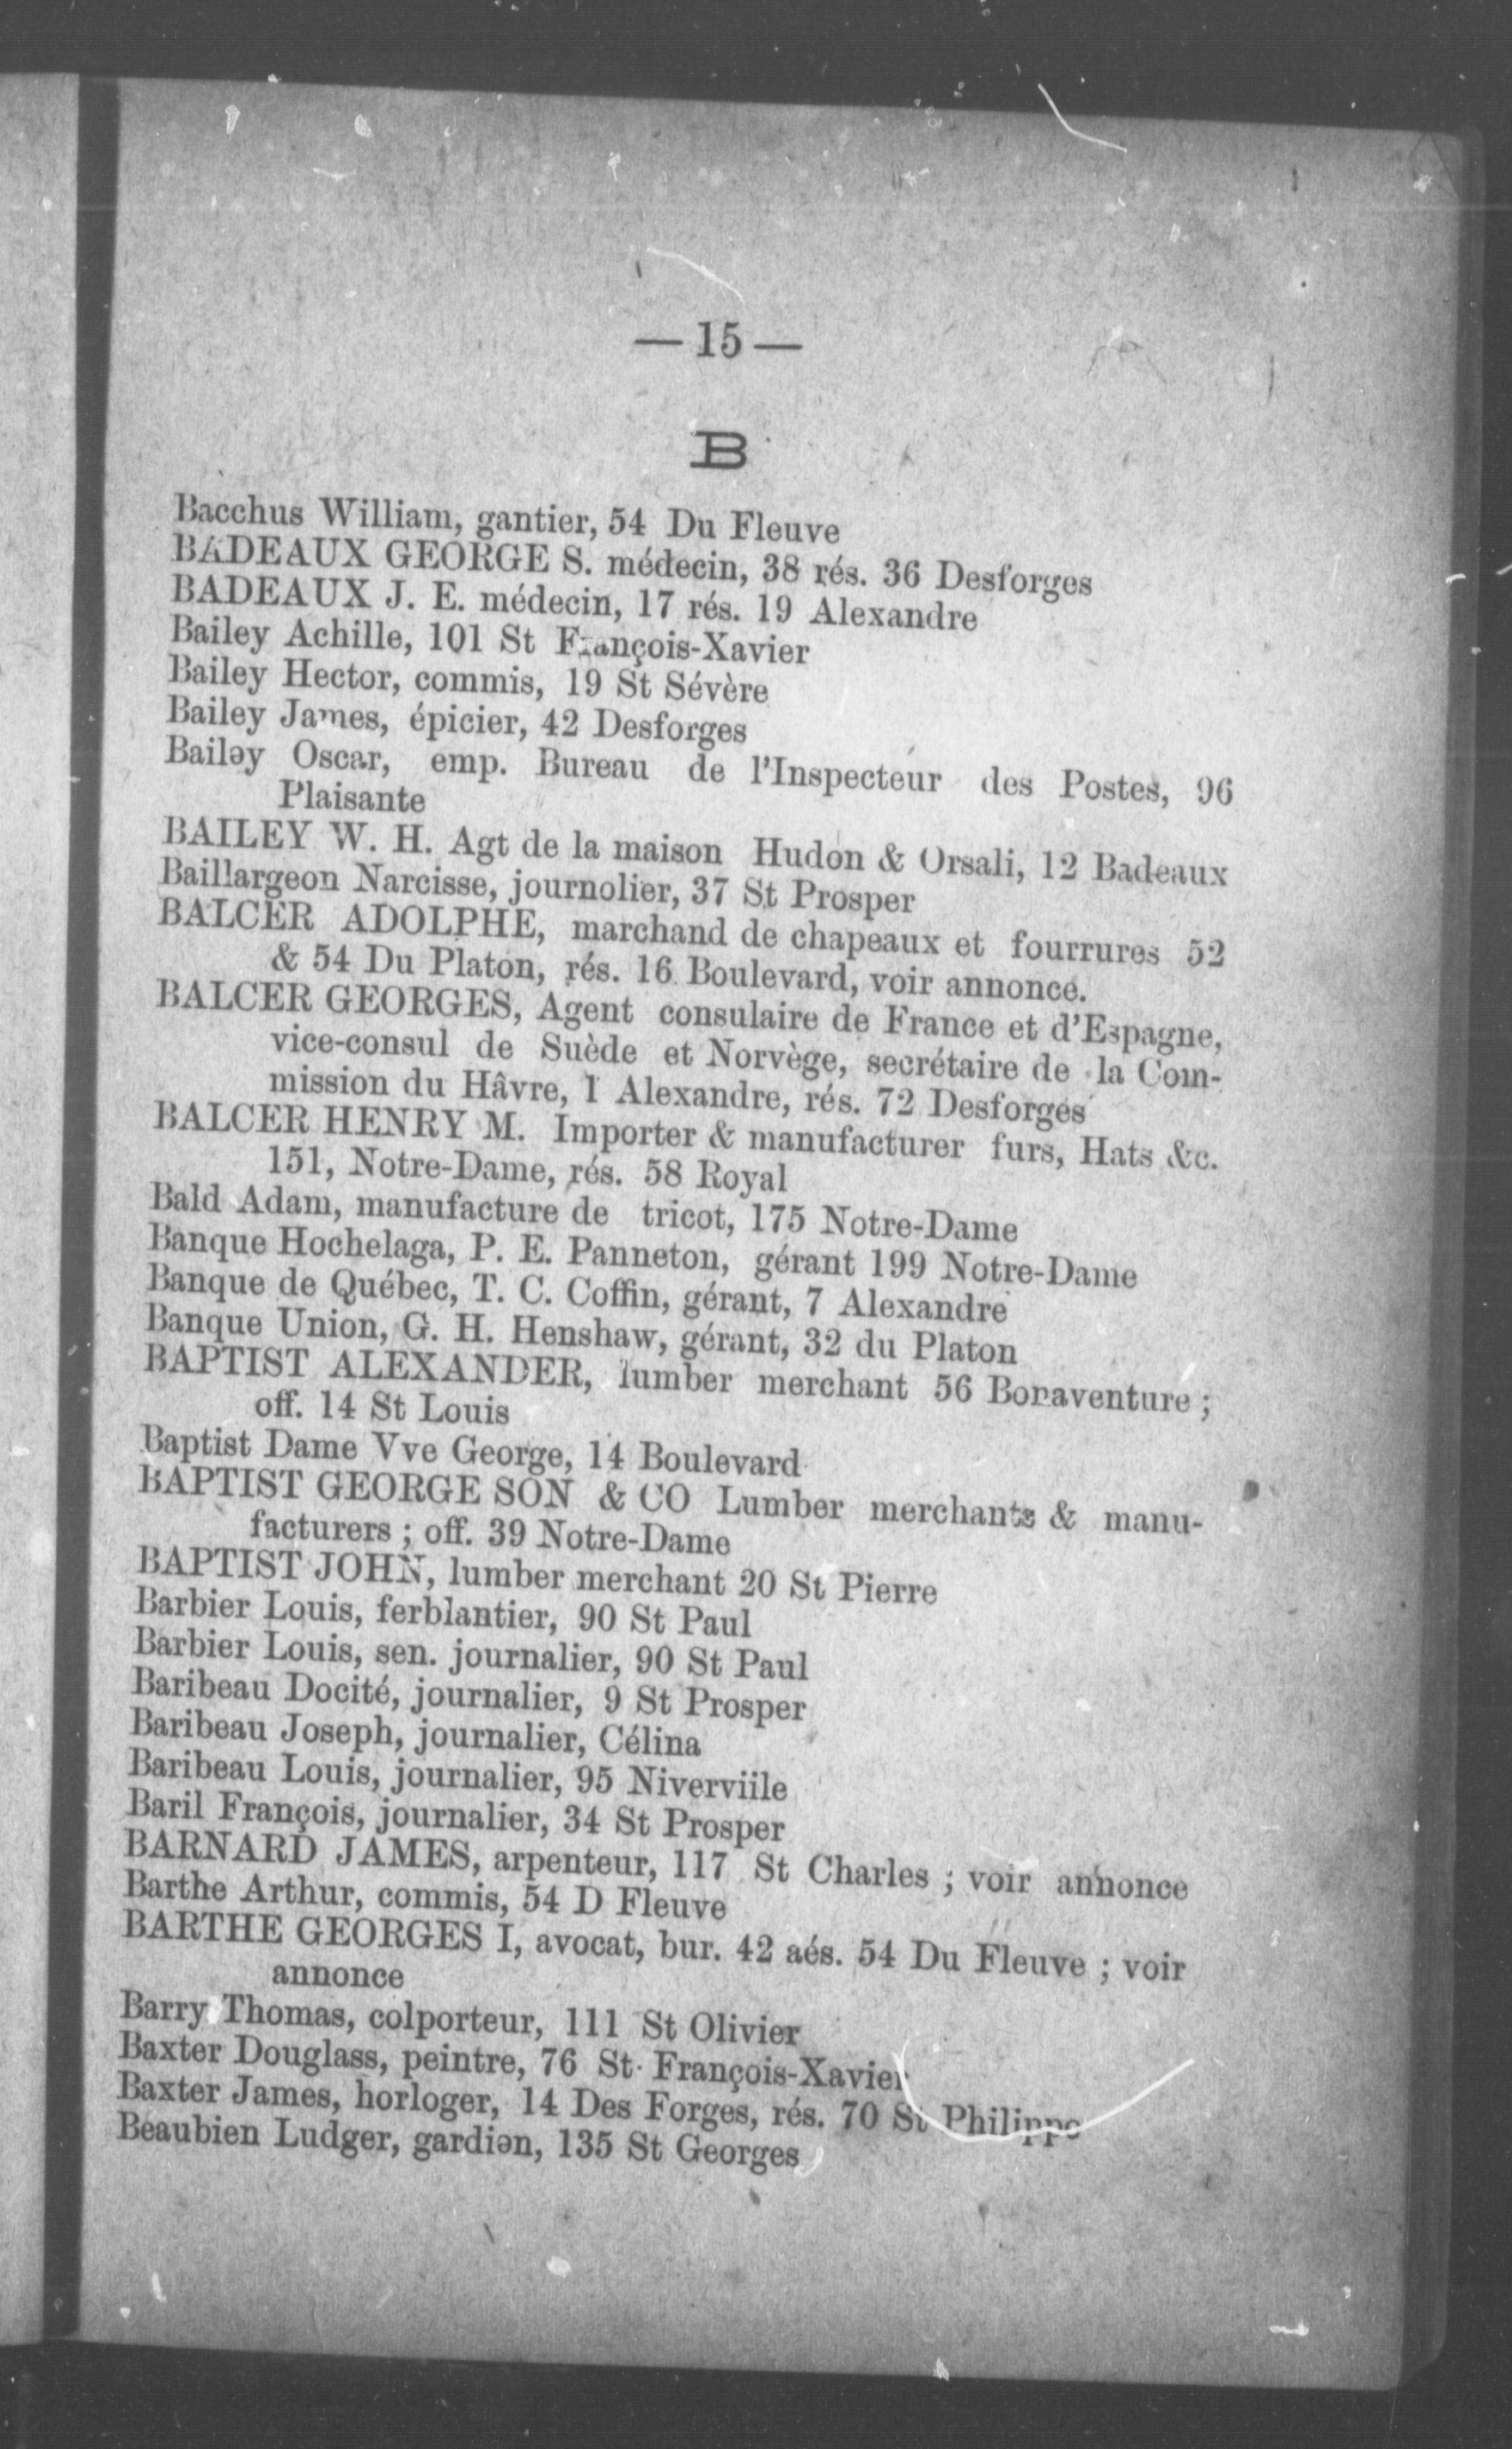 —15—
B
Bacchus William, gantier, 54 Du Fleuve
BADEAUX GEORGE S. médecin, 38 rés. 36 Desforges
BADEAUX J. E. médecin, 17 rés. 19 Alexandre
Bailey Achille, 101 St François-Xavier
Bailey Hector, commis, 19 St Sévère
Bailey James, épicier, 42 Desforges
Bailey Oscar, emp. Bureau de l'Inspecteur des Postes, 96
Plaisante
BAILEY W. H. Agt de la maison Hudon & Orsali, 12 Badeaux
Baillargeon Narcisse, journolier, 37 St Prosper
BALCER ADOLPHE, marchand de chapeaux et fourrures 52
& 54 Du Platon, rés. 16 Boulevard, voir annonce.
BALCER GEORGES, Agent consulaire de France et d'Espagne,
vice-consul de Suède et Norvège, secrétaire de la Com-
mission du Hâvre, 1 Alexandre, rés. 72 Desforges
BALCER HENRY M. Importer & manufacturer furs, Hats &c.
151, Notre-Dame, rés. 58 Royal
Bald Adam, manufacture de tricot, 175 Notre-Dame
Banque Hochelaga, P. E. Panneton, gérant 199 Notre-Dame
Banque de Québec, T. C. Coffin, gérant, 7 Alexandre
Banque Union, G. H. Henshaw, gérant, 32 du Platon
BAPTIST ALEXANDER, lumber merchant 56 Bonaventure ;
off. 14 St Louis
Baptist Dame Vve George, 14 Boulevard
BAPTIST GEORGE SON & CO Lumber merchants & manu-
facturers ; off. 39 Notre-Dame
BAPTIST JOHN, lumber merchant 20 St Pierre
Barbier Louis, ferblantier, 90 St Paul
Barbier Louis, sen. journalier, 90 St Paul
Baribeau Docité, journalier, 9 St Prosper
Baribeau Joseph, journalier, Célina
Baribeau Louis, journalier, 95 Niverviile
Baril François, journalier, 34 St Prosper
BARNARD JAMES, arpenteur, 117 St Charles ; voir annonce
Barthe Arthur, commis, 54 D Fleuve
BARTHE GEORGES I, avocat, bur. 42 aés. 54 Du Fleuve ; voir
annonce
Barry Thomas, colporteur, 111 St Olivier
Baxter Douglass, peintre, 76 St François-Xavier
Baxter James, horloger, 14 Des Forges, rés. 70 St Philippe
Beaubien Ludger, gardien, 135 St Georges